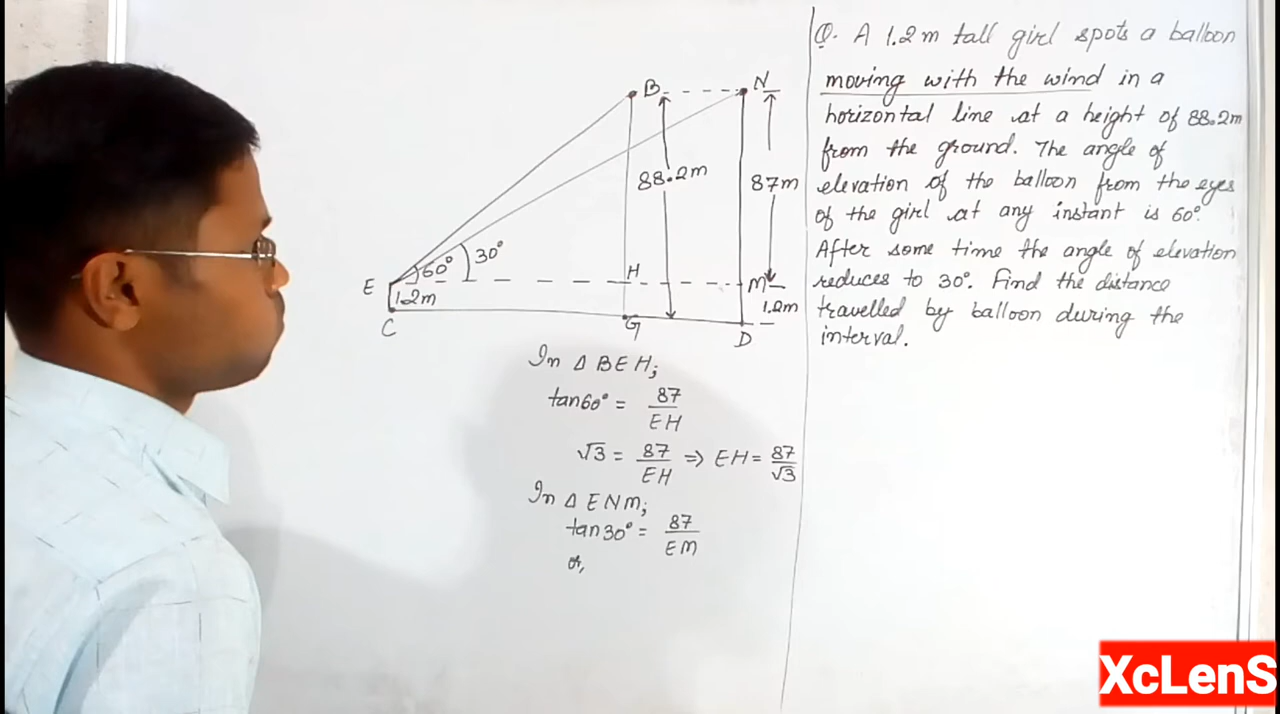 Q. A 1.2m tall girl spots a balloon
moving with the wind in a
horizontal line at a height of 88.2m
from the ground. The angle of
elevation of the balloon from the eyes
of the girl at any instant is 60°.
After some time the angle of elevation
reduces to 30°. Find the distance
travelled by balloon during the
interval.
B
N
88.2m
87m
60°
30°
E
H
M
1.2m
1.2m
C
G
D
In Δ BEH;
tan60° = 87/EH
√3 = 87/EH ⇒ EH = 87/√3
In Δ ENM;
tan30° = 87/EM
or,
XcLenS